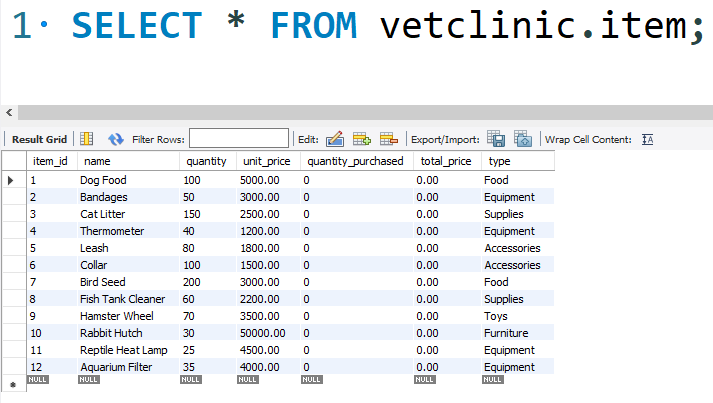 1 SELECT * FROM vetclinic.item;
Result Grid Filter Rows: Edit: Export/Import: Wrap Cell Content:
item_id name quantity unit_price quantity_purchased total_price type
1 Dog Food 100 5000.00 0 0.00 Food
2 Bandages 50 3000.00 0 0.00 Equipment
3 Cat Litter 150 2500.00 0 0.00 Supplies
4 Thermometer 40 1200.00 0 0.00 Equipment
5 Leash 80 1800.00 0 0.00 Accessories
6 Collar 100 1500.00 0 0.00 Accessories
7 Bird Seed 200 3000.00 0 0.00 Food
8 Fish Tank Cleaner 60 2200.00 0 0.00 Supplies
9 Hamster Wheel 70 3500.00 0 0.00 Toys
10 Rabbit Hutch 30 50000.00 0 0.00 Furniture
11 Reptile Heat Lamp 25 4500.00 0 0.00 Equipment
12 Aquarium Filter 35 4000.00 0 0.00 Equipment
NULL NULL NULL NULL NULL NULL NULL